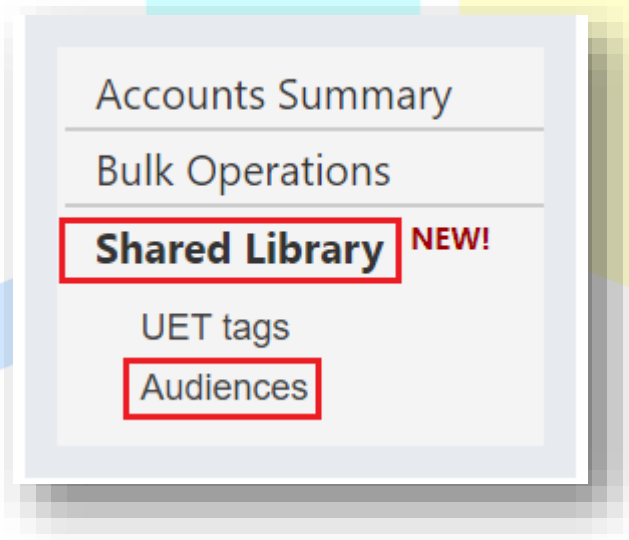 Accounts Summary
Bulk Operations
Shared Library NEW!
UET tags
Audiences